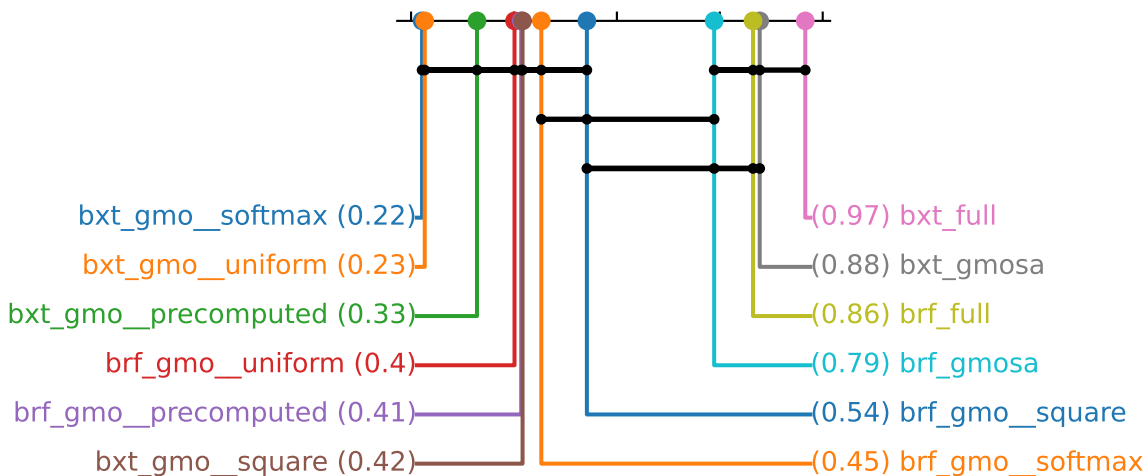 bxt_gmo__softmax (0.22)
(0.97) bxt_full
bxt_gmo__uniform (0.23)
(0.88) bxt_gmosa
bxt_gmo__precomputed (0.33)
(0.86) brf_full
brf_gmo__uniform (0.4)
(0.79) brf_gmosa
brf_gmo__precomputed (0.41)
(0.54) brf_gmo__square
bxt_gmo__square (0.42)
(0.45) brf_gmo__softmax